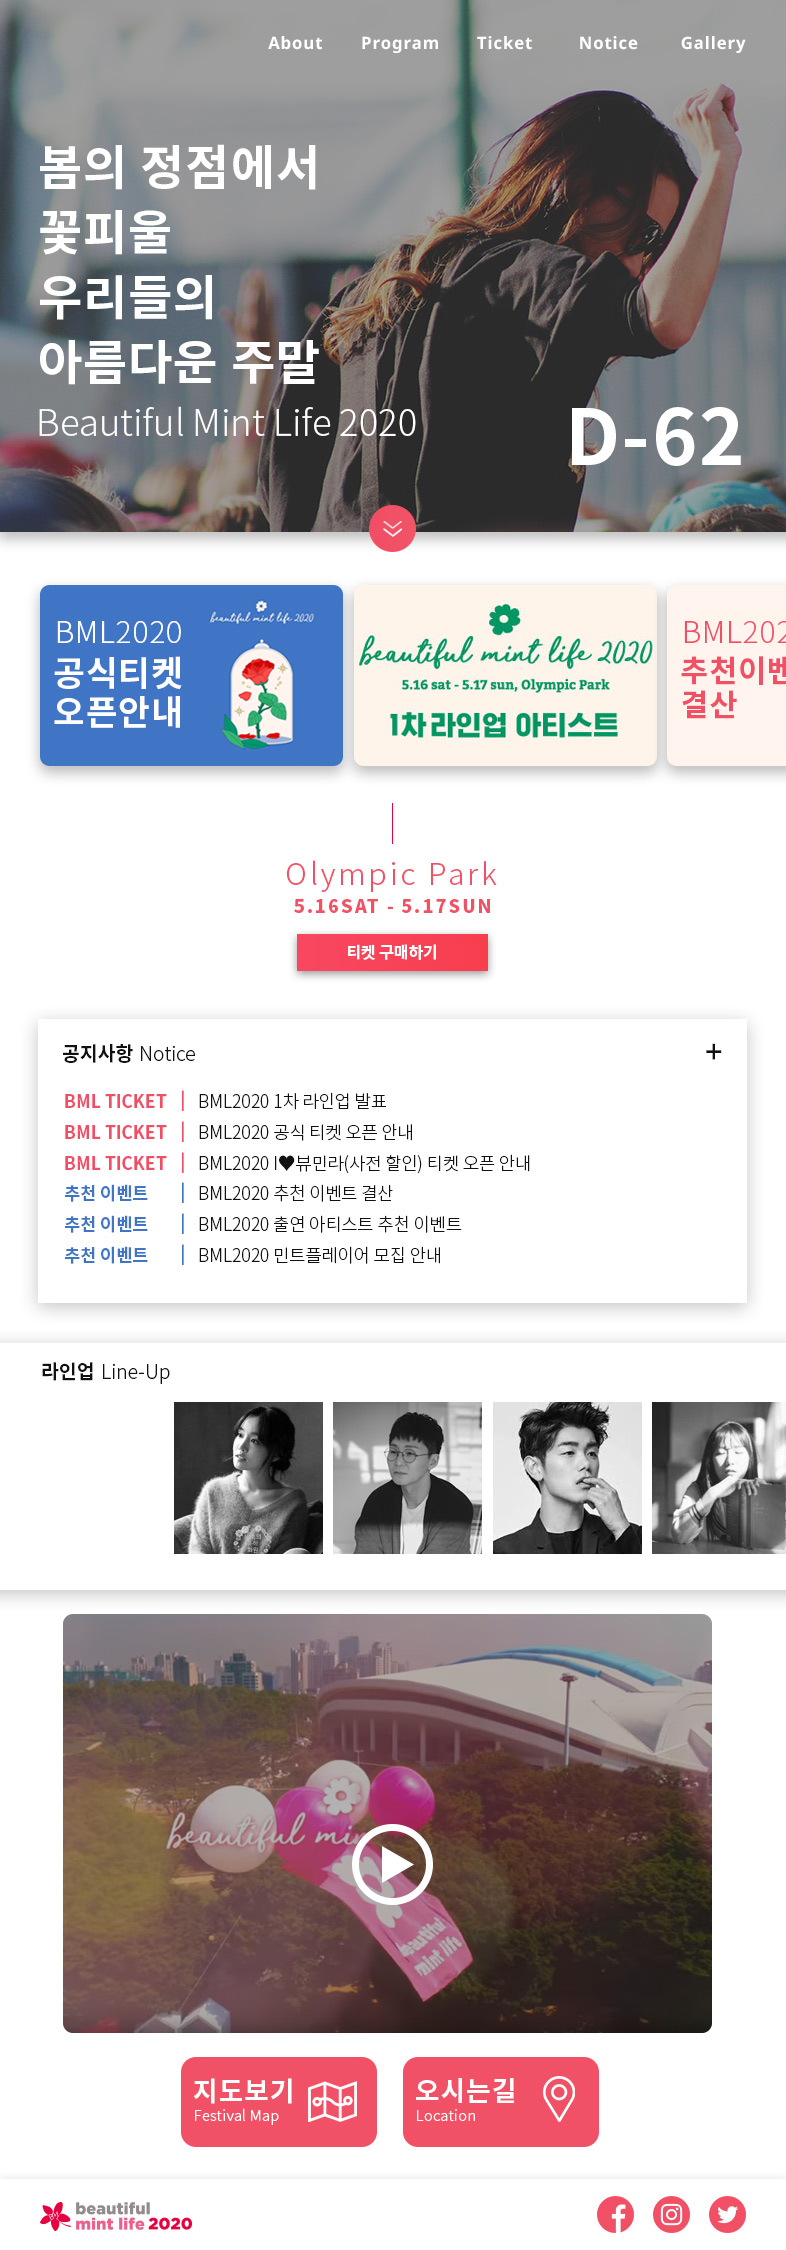 About Program Ticket Notice Gallery
봄의 정점에서
꽃피울
우리들의
아름다운 주말
Beautiful Mint Life 2020
D-62
BML2020
공식티켓
오픈안내
beautiful mint life 2020
beautiful mint life 2020
5.16 sat - 5.17 sun, Olympic Park
1차 라인업 아티스트
BML202
추천이벤
결산
Olympic Park
5.16SAT - 5.17SUN
티켓 구매하기
공지사항 Notice +
BML TICKET | BML2020 1차 라인업 발표
BML TICKET | BML2020 공식 티켓 오픈 안내
BML TICKET | BML2020 I♥뷰민라(사전 할인) 티켓 오픈 안내
추천 이벤트 | BML2020 추천 이벤트 결산
추천 이벤트 | BML2020 출연 아티스트 추천 이벤트
추천 이벤트 | BML2020 민트플레이어 모집 안내
라인업 Line-Up
beautiful min
beautiful
mint life
지도보기
Festival Map
오시는길
Location
beautiful
mint life 2020